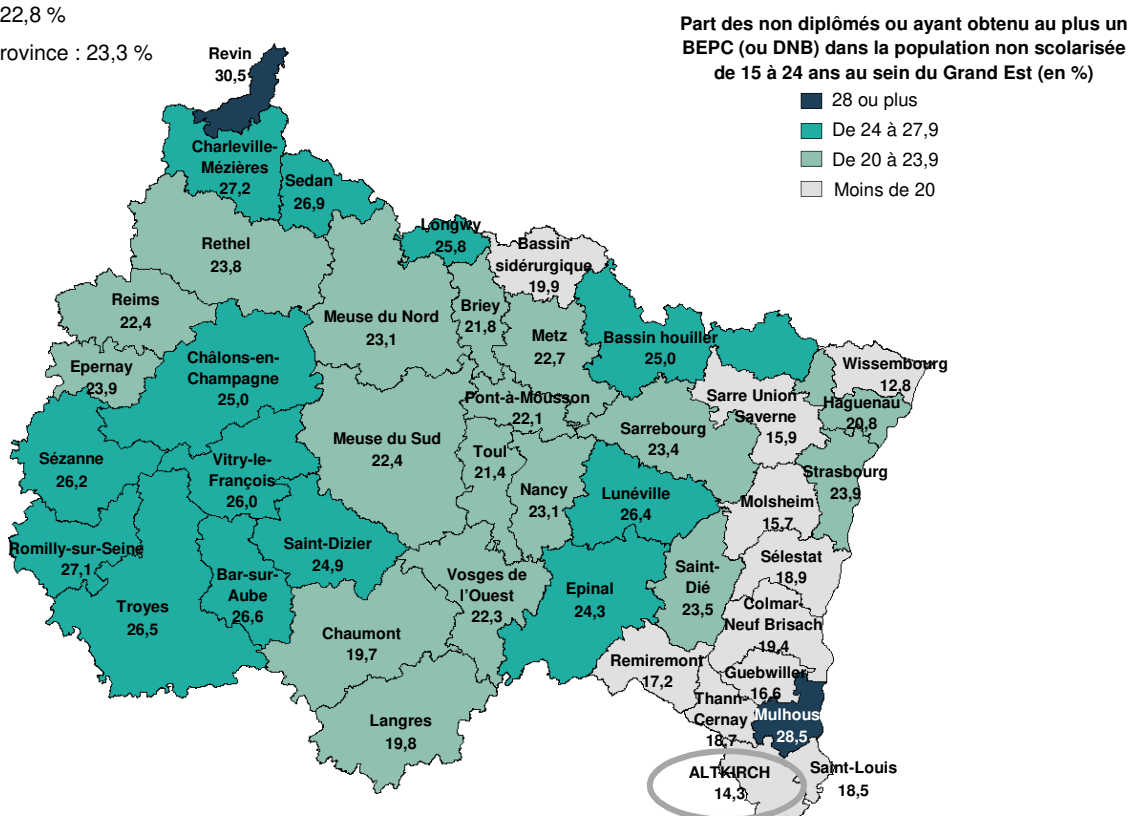 22,8 %
rovince : 23,3 %
Part des non diplômés ou ayant obtenu au plus un
BEPC (ou DNB) dans la population non scolarisée
de 15 à 24 ans au sein du Grand Est (en %)
28 ou plus
De 24 à 27,9
De 20 à 23,9
Moins de 20
Revin
30,5
Charleville-
Mézières
27,2
Sedan
26,9
Longwy
25,8
Bassin
sidérurgique
19,9
Rethel
23,8
Reims
22,4
Meuse du Nord
23,1
Briey
21,8
Metz
22,7
Bassin houiller
25,0
Wissembourg
12,8
Epernay
23,9
Châlons-en-
Champagne
25,0
Pont-à-Mousson
22,1
Sarre Union
Saverne
15,9
Haguenau
20,8
Sézanne
26,2
Vitry-le-
François
26,0
Meuse du Sud
22,4
Toul
21,4
Nancy
23,1
Sarrebourg
23,4
Lunéville
26,4
Strasbourg
23,9
Molsheim
15,7
Romilly-sur-Seine
27,1
Saint-Dizier
24,9
Sélestat
18,9
Troyes
26,5
Bar-sur-
Aube
26,6
Vosges de
l'Ouest
22,3
Epinal
24,3
Saint-
Dié
23,5
Colmar-
Neuf Brisach
19,4
Chaumont
19,7
Remiremont
17,2
Guebwiller
16,6
Thann-
Cernay
18,7
Mulhous
28,5
Langres
19,8
ALTKIRCH
14,3
Saint-Louis
18,5